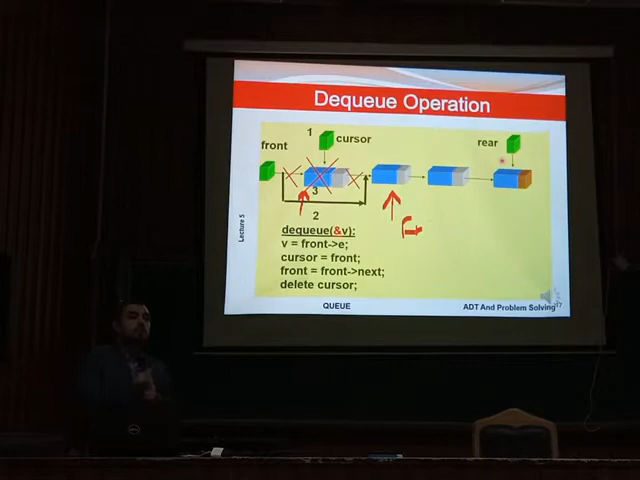 Dequeue Operation
1
cursor
rear
front
3
2
F
dequeue(&v):
v = front->e;
cursor = front;
front = front->next;
delete cursor;
Lecture 5
QUEUE
ADT And Problem Solving
DELL